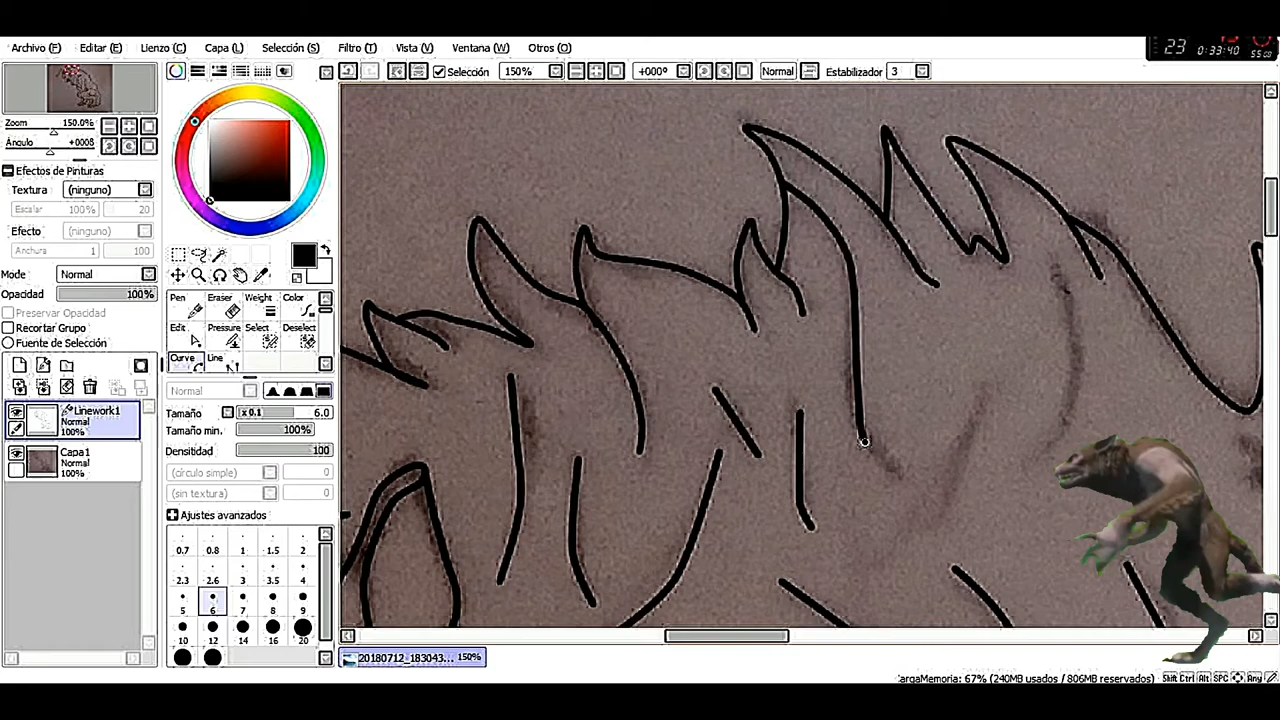 Archivo (F) Editar (E) Lienzo (C) Capa (L) Selección (S) Filtro (T) Vista (V) Ventana (W) Otros (O)
23 0:33:40
Selección 150% +000º Normal Estabilizador 3
Zoom 150.0%
Ángulo +0008
Efectos de Pinturas
Textura (ninguno)
Escalar 100% 20
Efecto (ninguno)
Anchura 1 100
Mode Normal
Opacidad 100%
Preservar Opacidad
Recortar Grupo
Fuente de Selección
Linework1
Normal
100%
Capa1
Normal
100%
Pen Eraser Weight Color
Edit Pressure Select Deselect
Curve Line
Normal
Tamaño x 0.1 6.0
Tamaño min. 100%
Densitidad 100
(círculo simple) 0
(sin textura) 0
Ajustes avanzados
0.7 0.8 1 1.5 2
2.3 2.6 3 3.5 4
5 6 7 8 9
10 12 14 16 20
20180712_183043... 150%
argaMemoria: 67% (240MB usados / 806MB reservados) Shift Ctrl Alt SPC Any